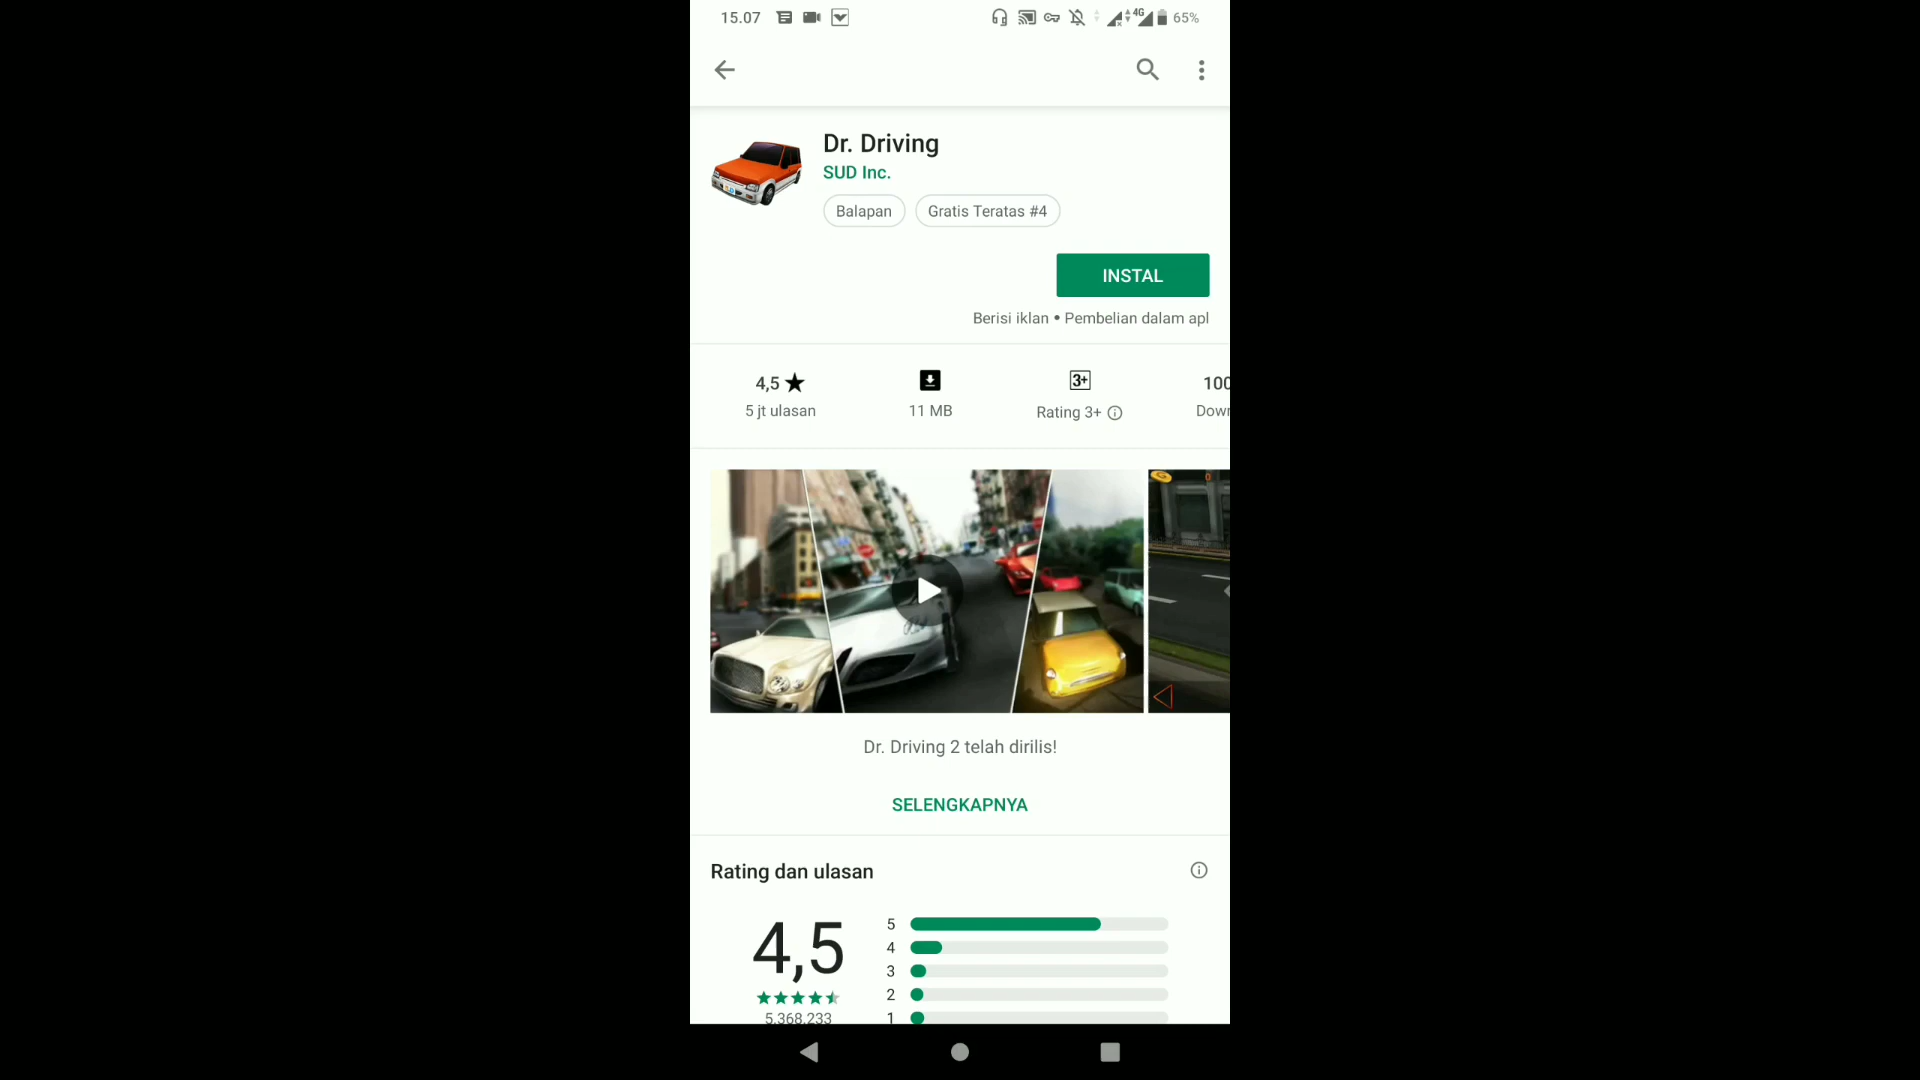 15.07
4G
65%
Dr. Driving
SUD Inc.
Balapan
Gratis Teratas #4
INSTAL
Berisi iklan • Pembelian dalam apl
4,5 ★
5 jt ulasan
11 MB
3+
Rating 3+
100
Down
Dr. Driving 2 telah dirilis!
SELENGKAPNYA
Rating dan ulasan
4,5
5.368.233
5
4
3
2
1